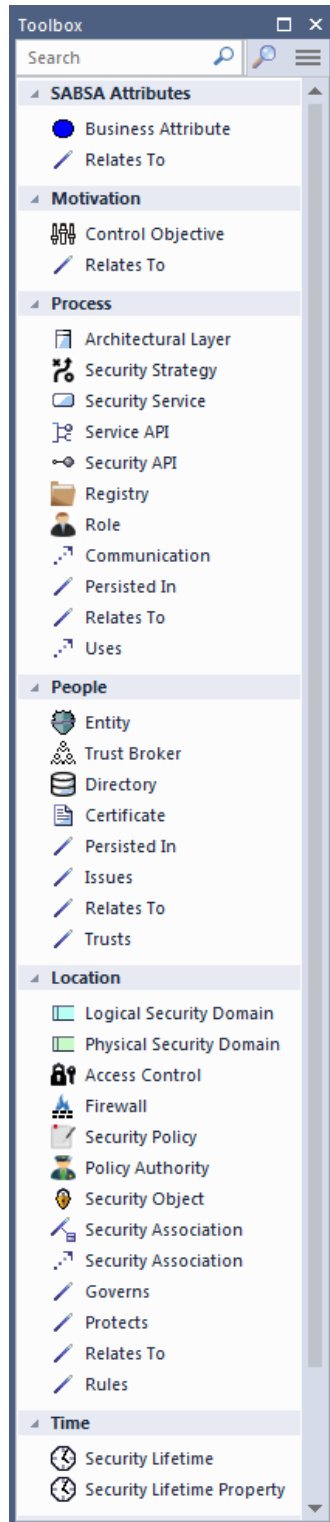 Toolbox
Search
SABSA Attributes
Business Attribute
Relates To
Motivation
Control Objective
Relates To
Process
Architectural Layer
Security Strategy
Security Service
Service API
Security API
Registry
Role
Communication
Persisted In
Relates To
Uses
People
Entity
Trust Broker
Directory
Certificate
Persisted In
Issues
Relates To
Trusts
Location
Logical Security Domain
Physical Security Domain
Access Control
Firewall
Security Policy
Policy Authority
Security Object
Security Association
Security Association
Governs
Protects
Relates To
Rules
Time
Security Lifetime
Security Lifetime Property